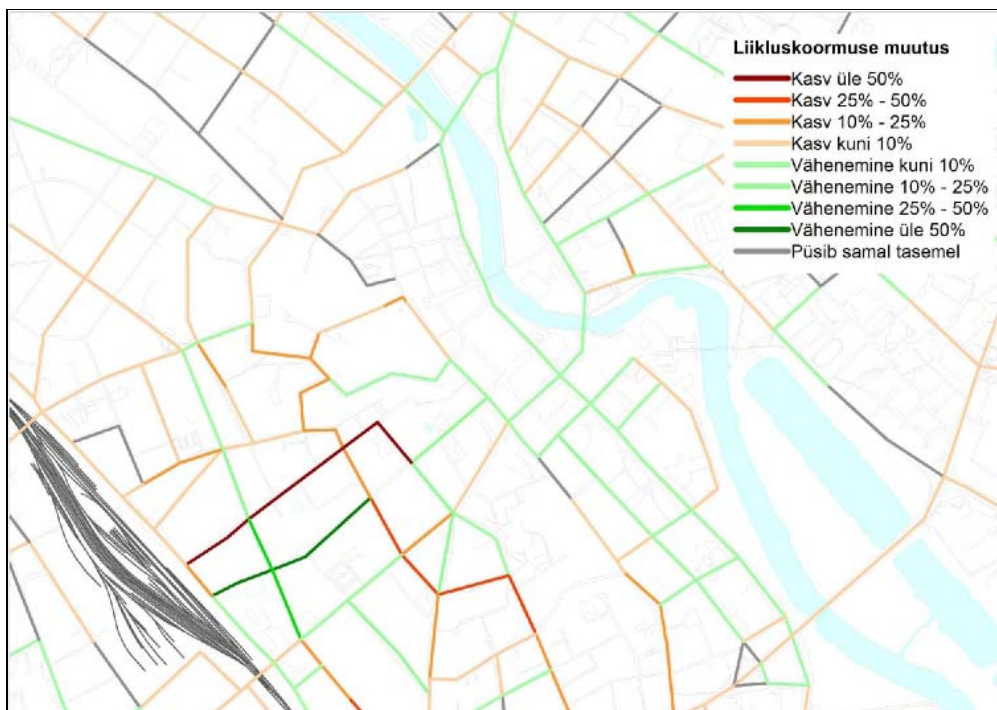 Liikluskoormuse muutus
Kasv üle 50%
Kasv 25% - 50%
Kasv 10% - 25%
Kasv kuni 10%
Vähenemine kuni 10%
Vähenemine 10% - 25%
Vähenemine 25% - 50%
Vähenemine üle 50%
Püsib samal tasemel